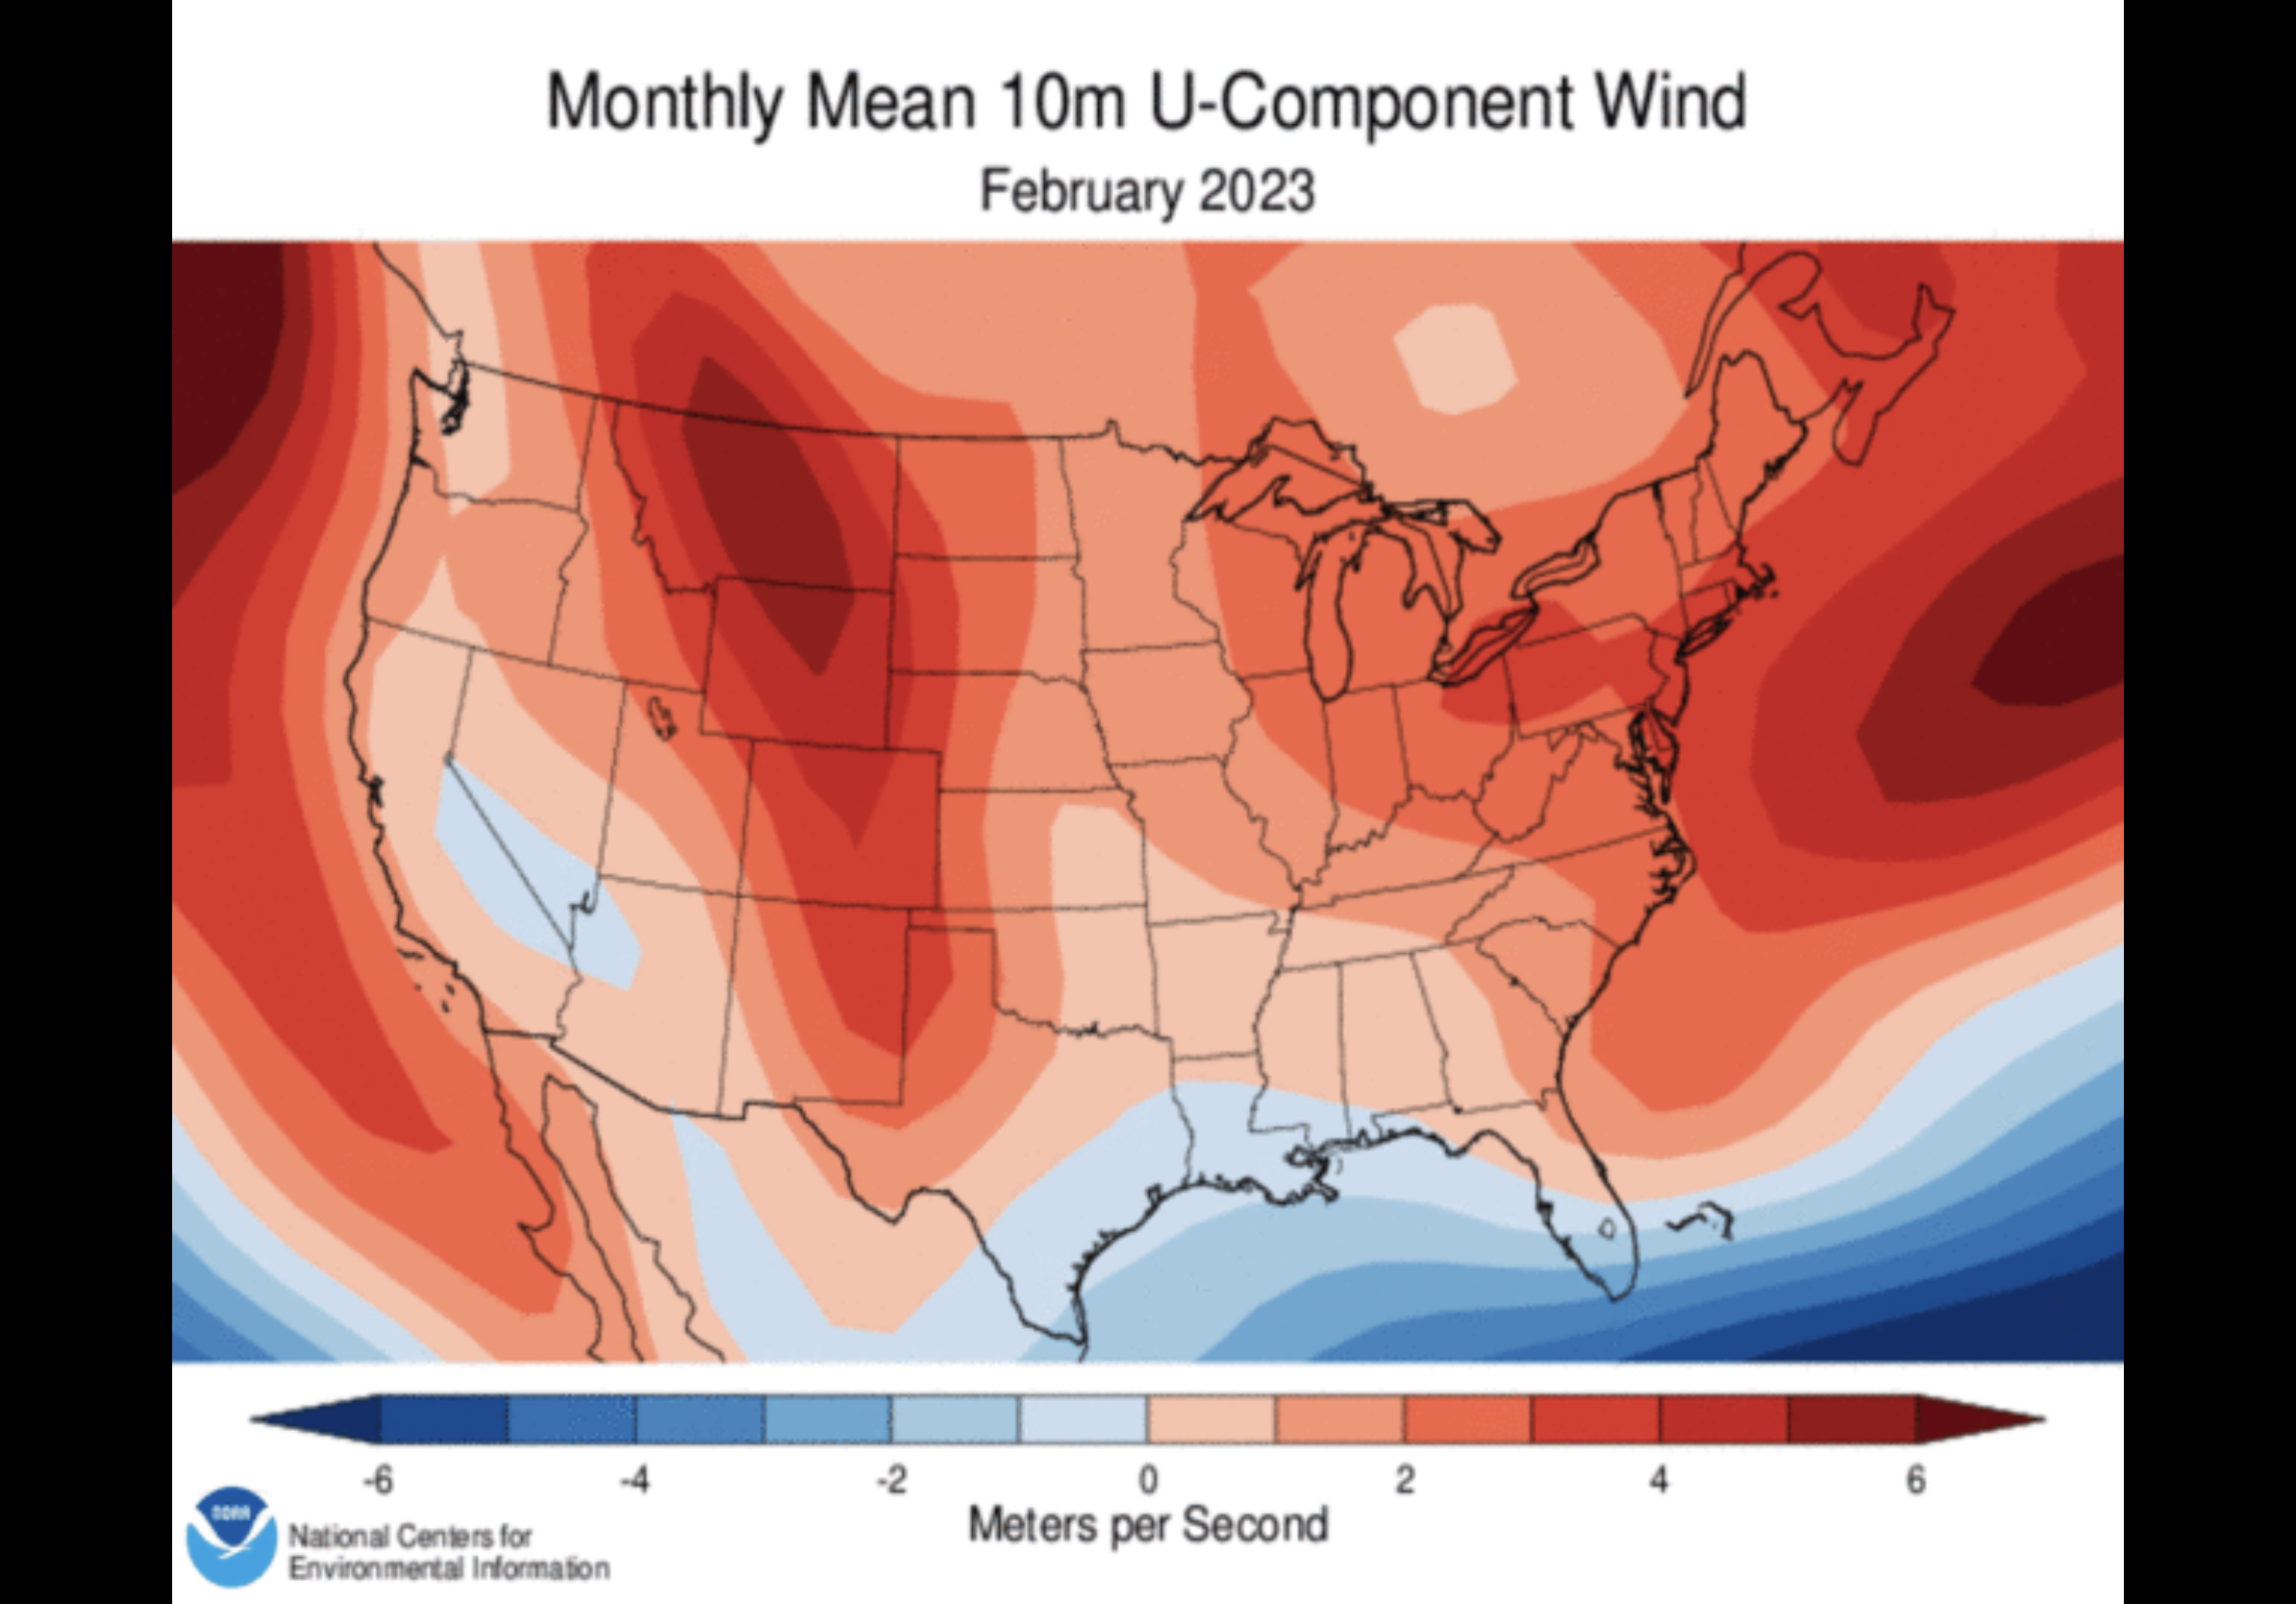 Monthly Mean 10m U-Component Wind
February 2023
-6 -4 -2 0 2 4 6
Meters per Second
NOAA
National Centers for
Environmental Information